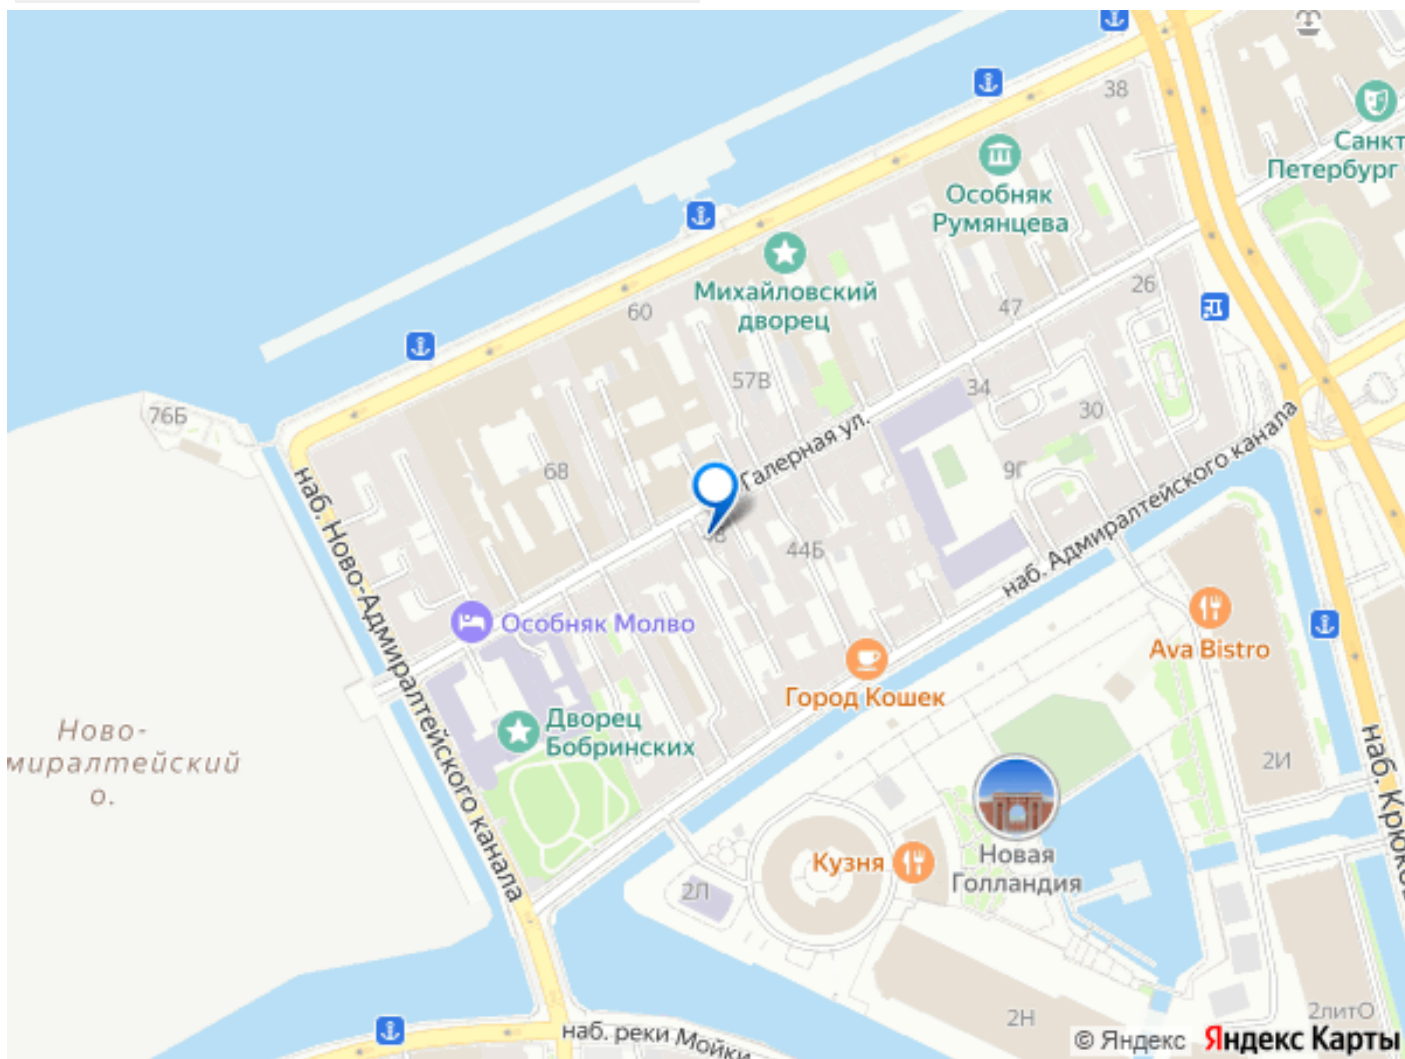 38
Санкт
Петербург
Особняк
Румянцева
Михайловский
дворец
26
47
60
57В
34
30
76Б
Галерная ул.
68
9Г
наб. Адмиралтейского канала
наб. Ново-Адмиралтейского канала
44Б
Особняк Молво
Ava Bistro
Город Кошек
Дворец
Бобринских
Ново-
миралтейский
о.
2И
наб. Крюко
Новая
Голландия
Кузня
2Л
2Н
2литО
наб. реки Мойки
© Яндекс Яндекс Карты